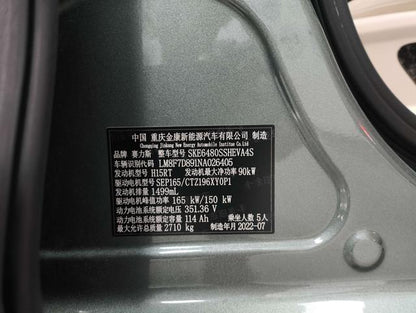 中国 重庆金康新能源汽车有限公司 制造
Chongqing Jinkang New Energy Automobile Institue Co.,Ltd
品牌 赛力斯 整车型号 SKE6480SSHEVA4S
车辆识别代码 LM8F7D891NA026405
发动机型号 H15RT 发动机最大净功率 90kW
驱动电机型号 SEP165/CTZ196XY0P1
发动机排量 1499mL
驱动电机峰值功率 165 kW/150 kW
动力电池系统额定电压 351.36 V
动力电池系统额定容量 114 Ah 乘坐人数 5人
最大允许总质量 2710 kg 制造年月 2022-07